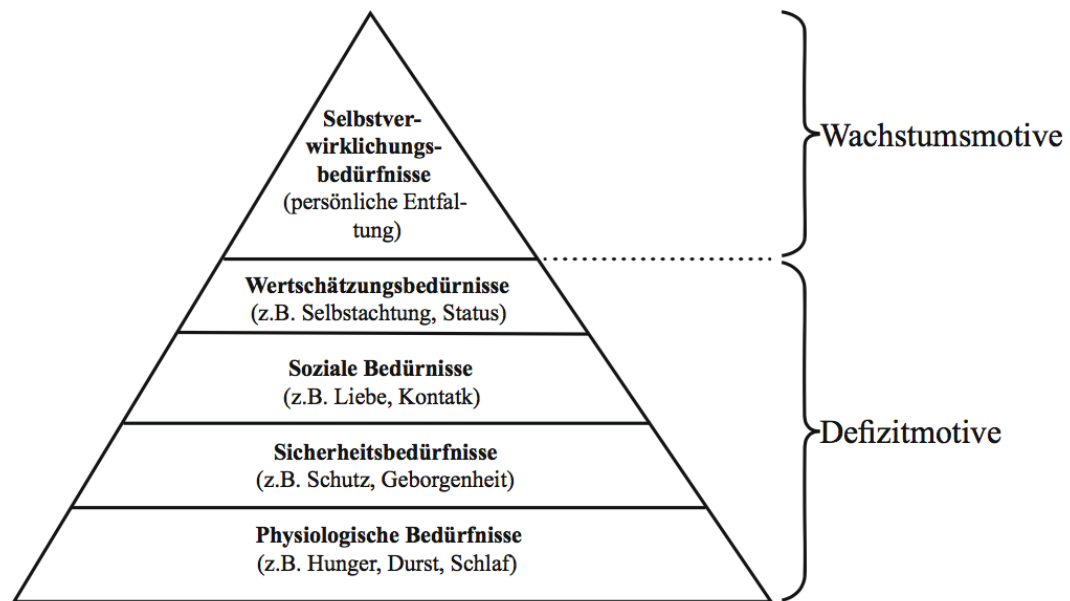 Selbstver-
wirklichungs-
bedürfnisse
(persönliche Entfal-
tung)
Wachstumsmotive
Wertschätzungsbedürnisse
(z.B. Selbstachtung, Status)
Soziale Bedürnisse
(z.B. Liebe, Kontatk)
Defizitmotive
Sicherheitsbedürfnisse
(z.B. Schutz, Geborgenheit)
Physiologische Bedürfnisse
(z.B. Hunger, Durst, Schlaf)